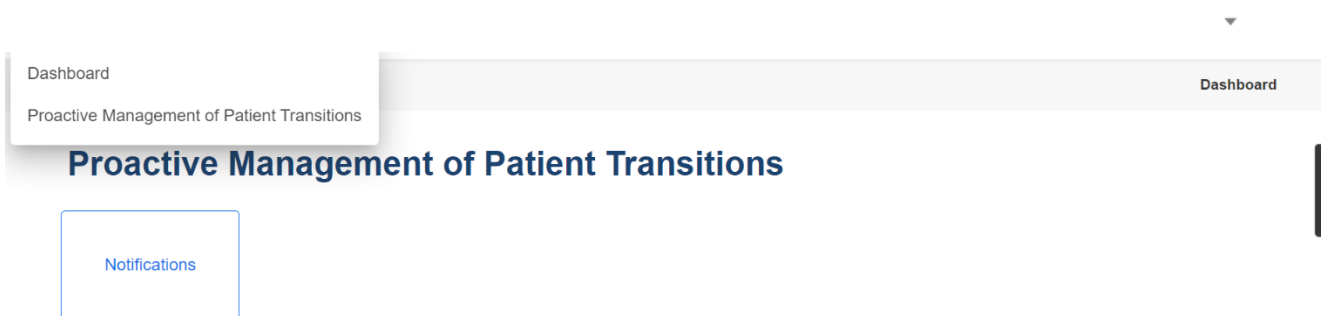 Dashboard
Proactive Management of Patient Transitions
Dashboard
Proactive Management of Patient Transitions
Notifications